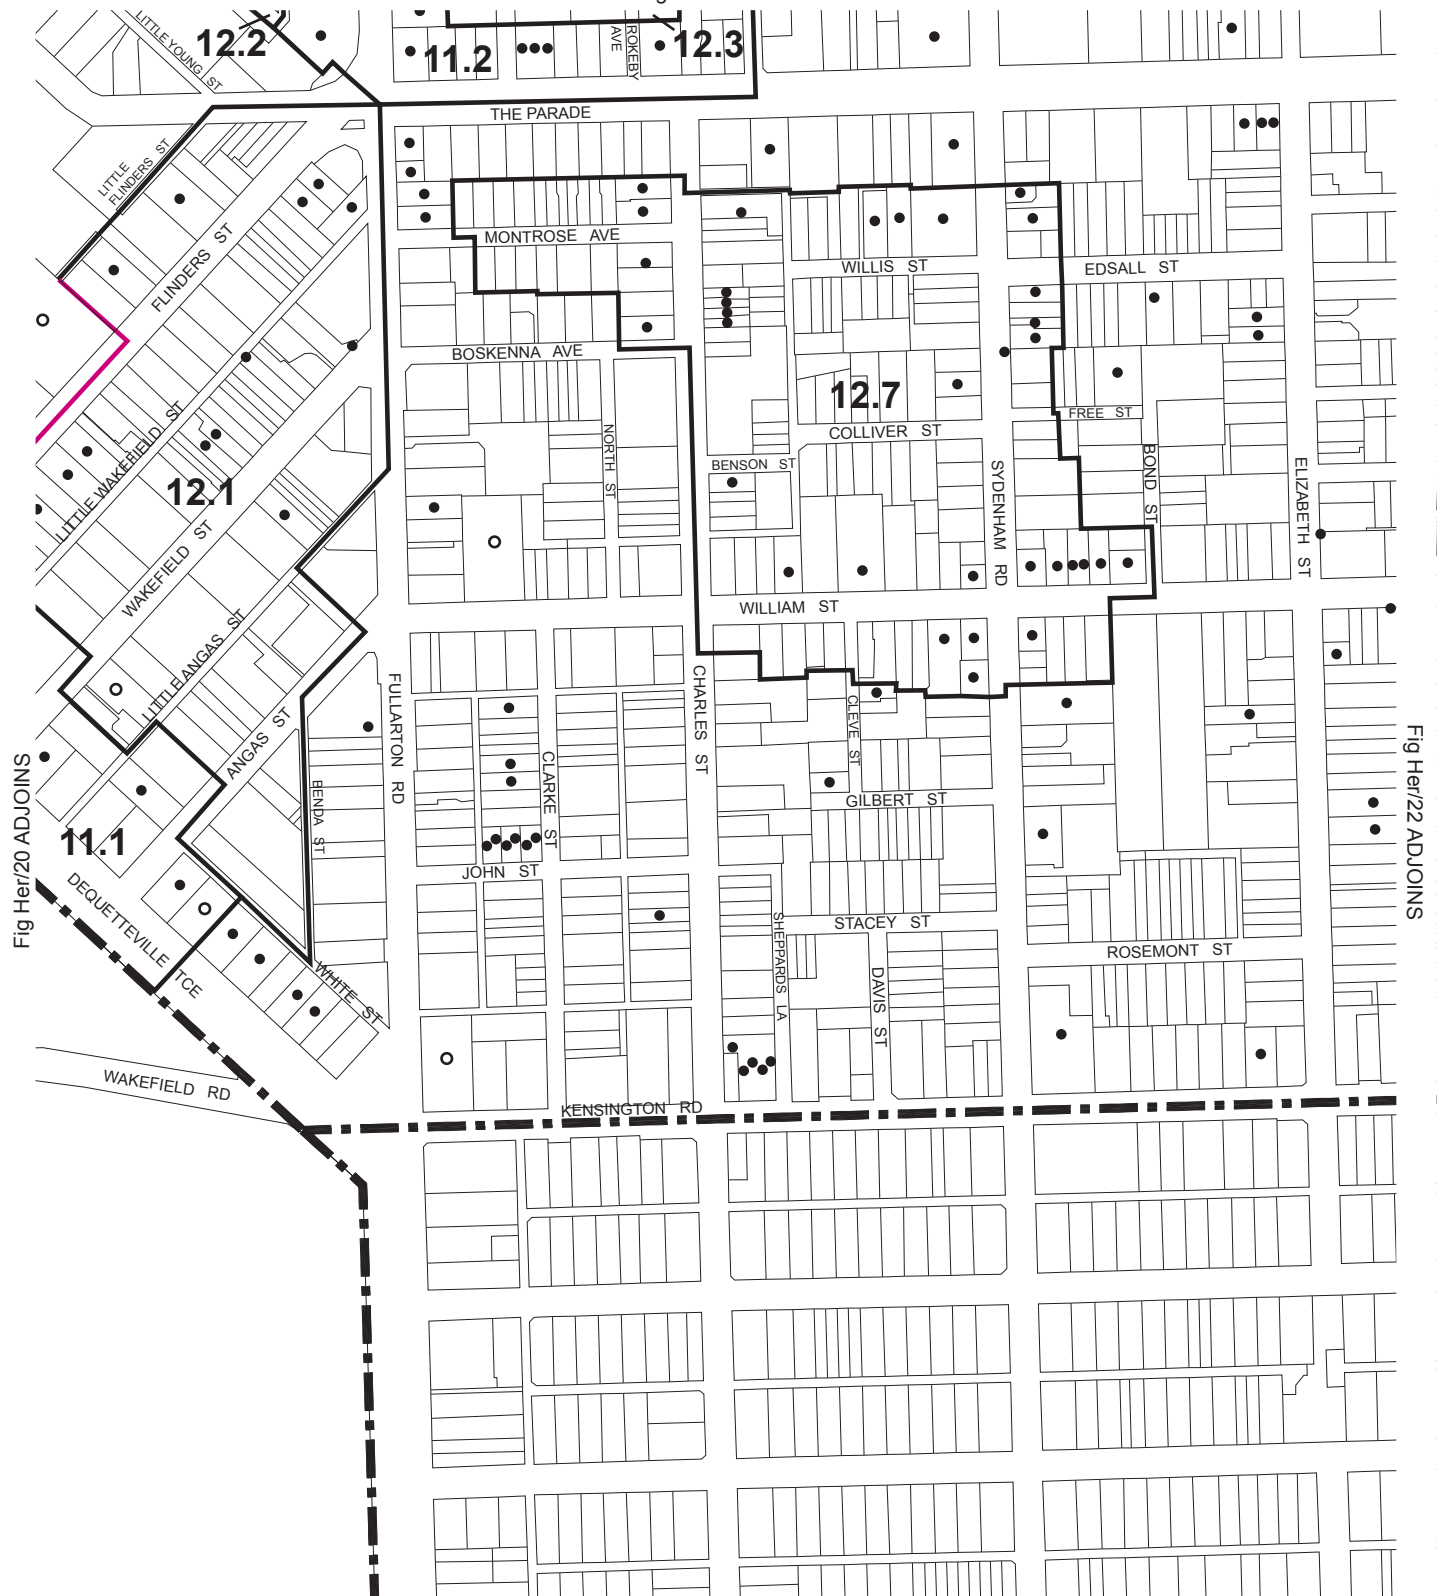 LITTLE YOUNG ST
12.2
11.2
ROKEBY
AVE
12.3
THE PARADE
LITTLE
FLINDERS ST
FLINDERS ST
MONTROSE AVE
WILLIS ST
EDSALL ST
BOSKENNA AVE
12.7
FREE ST
COLLIVER ST
LITTLE WAKEFIELD ST
12.1
NORTH ST
BENSON ST
SYDENHAM RD
BOND ST
ELIZABETH ST
WAKEFIELD ST
WILLIAM ST
LITTLE ANGAS ST
ANGAS ST
FULLARTON RD
CHARLES ST
CLEVE ST
CLARKE ST
BENDA ST
GILBERT ST
Fig Her/20 ADJOINS
Fig Her/22 ADJOINS
11.1
JOHN ST
DEQUETTEVILLE TCE
STACEY ST
SHEPPARDS LA
DAVIS ST
ROSEMONT ST
WHITE ST
WAKEFIELD RD
KENSINGTON RD